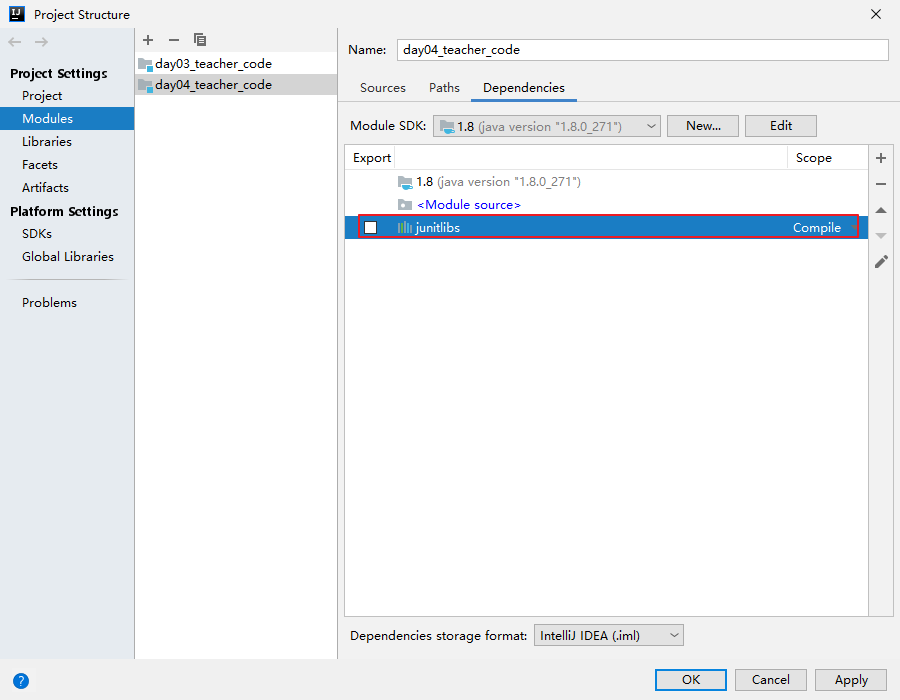 Project Structure
Project Settings
Project
Modules
Libraries
Facets
Artifacts
Platform Settings
SDKs
Global Libraries
Problems
day03_teacher_code
day04_teacher_code
Name: day04_teacher_code
Sources Paths Dependencies
Module SDK: 1.8 (java version "1.8.0_271") New... Edit
Export Scope
1.8 (java version "1.8.0_271")
<Module source>
junitlibs Compile
Dependencies storage format: IntelliJ IDEA (.iml)
? OK Cancel Apply